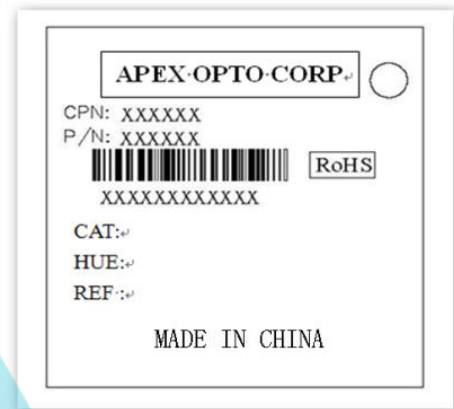 APEX·OPTO·CORP
CPN: XXXXXX
P/N: XXXXXX
RoHS
XXXXXXXXXXXX
CAT:
HUE:
REF·:
MADE IN CHINA